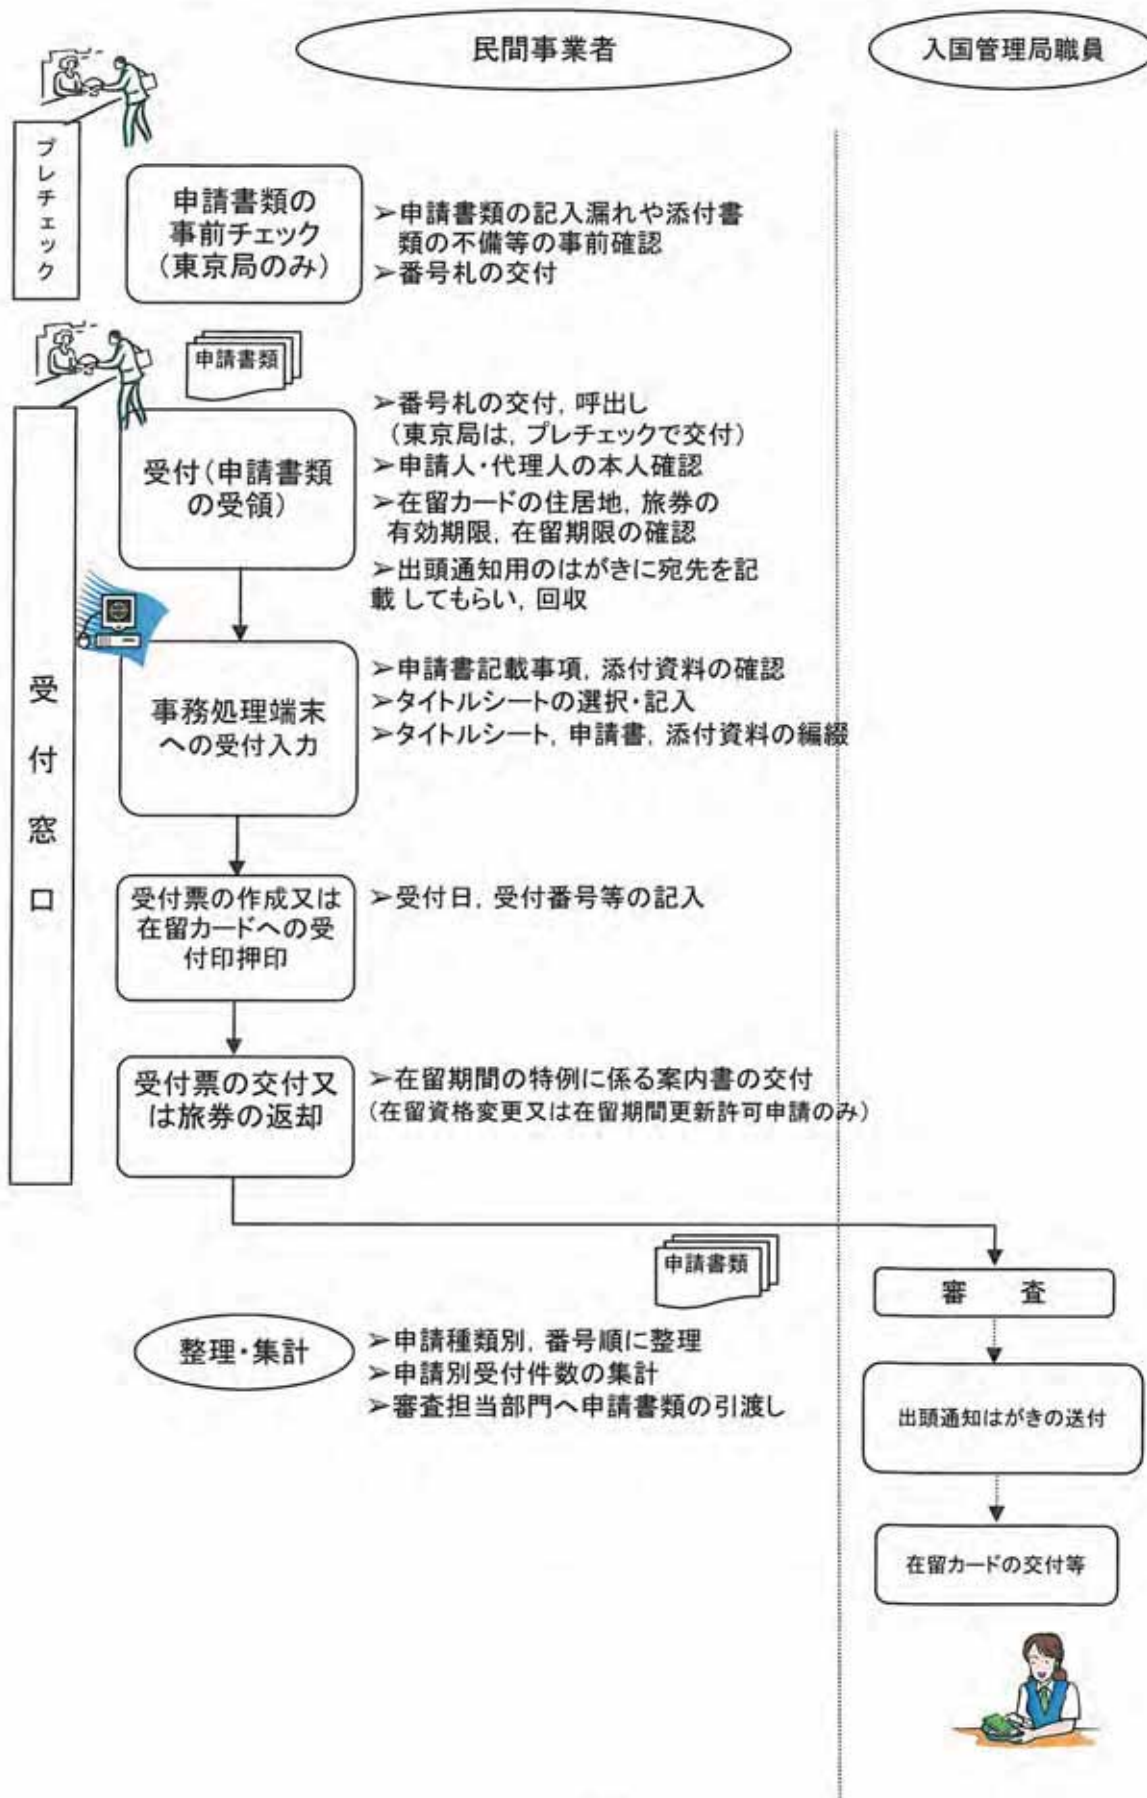 民間事業者
入国管理局職員
プレチェック
申請書類の
事前チェック
（東京局のみ）
➢申請書類の記入漏れや添付書
類の不備等の事前確認
➢番号札の交付
申請書類
受付窓口
受付（申請書類
の受領）
➢番号札の交付，呼出し
（東京局は，プレチェックで交付）
➢申請人・代理人の本人確認
➢在留カードの住居地，旅券の
有効期限，在留期限の確認
➢出頭通知用のはがきに宛先を記
載してもらい，回収
事務処理端末
への受付入力
➢申請書記載事項，添付資料の確認
➢タイトルシートの選択・記入
➢タイトルシート，申請書，添付資料の編綴
受付票の作成又は
在留カードへの受
付印押印
➢受付日，受付番号等の記入
受付票の交付又
は旅券の返却
➢在留期間の特例に係る案内書の交付
（在留資格変更又は在留期間更新許可申請のみ）
申請書類
審　査
整理・集計
➢申請種類別，番号順に整理
➢申請別受付件数の集計
➢審査担当部門へ申請書類の引渡し
出頭通知はがきの送付
在留カードの交付等